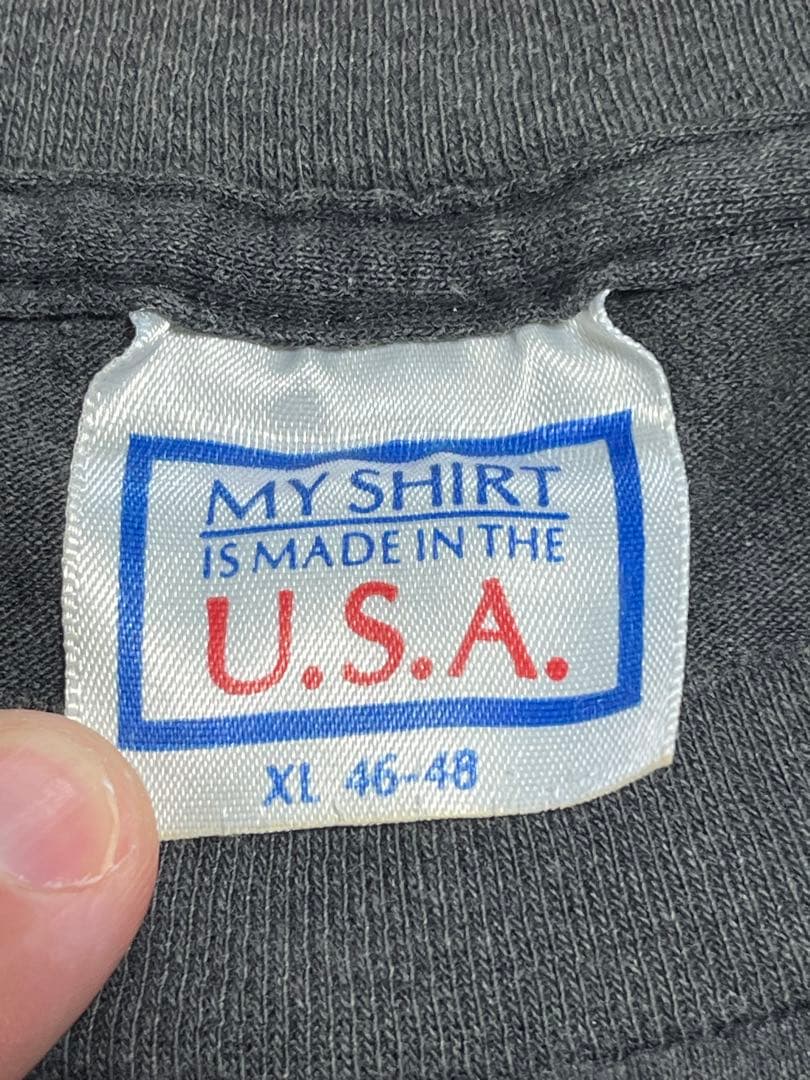 MY SHIRT
IS MADE IN THE
U.S.A.
XL 46-48